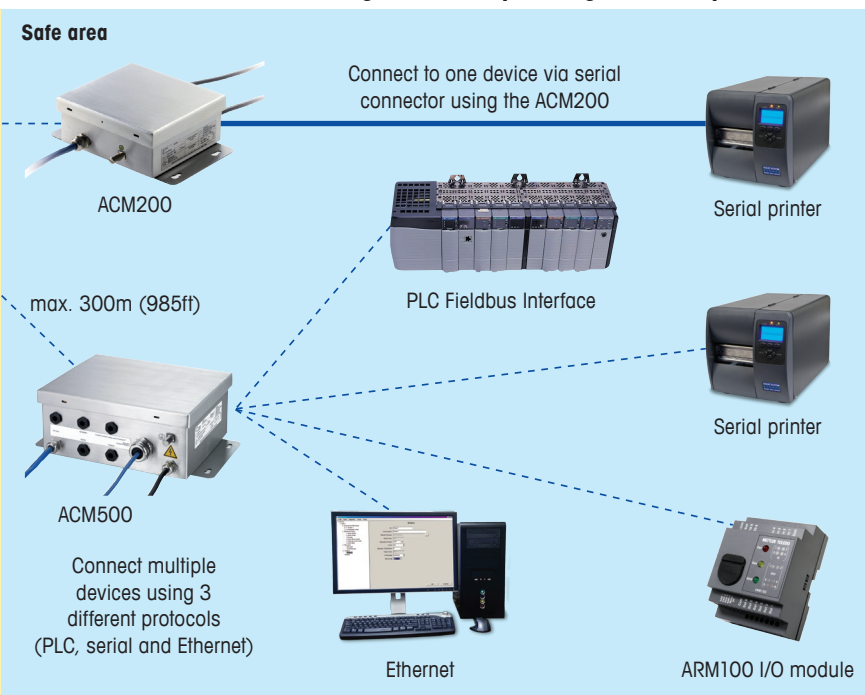 Safe area
Connect to one device via serial
connector using the ACM200
ACM200
Serial printer
PLC Fieldbus Interface
max. 300m (985ft)
Serial printer
ACM500
Connect multiple
devices using 3
different protocols
(PLC, serial and Ethernet)
Ethernet
METTLER TOLEDO
ARM100 I/O module